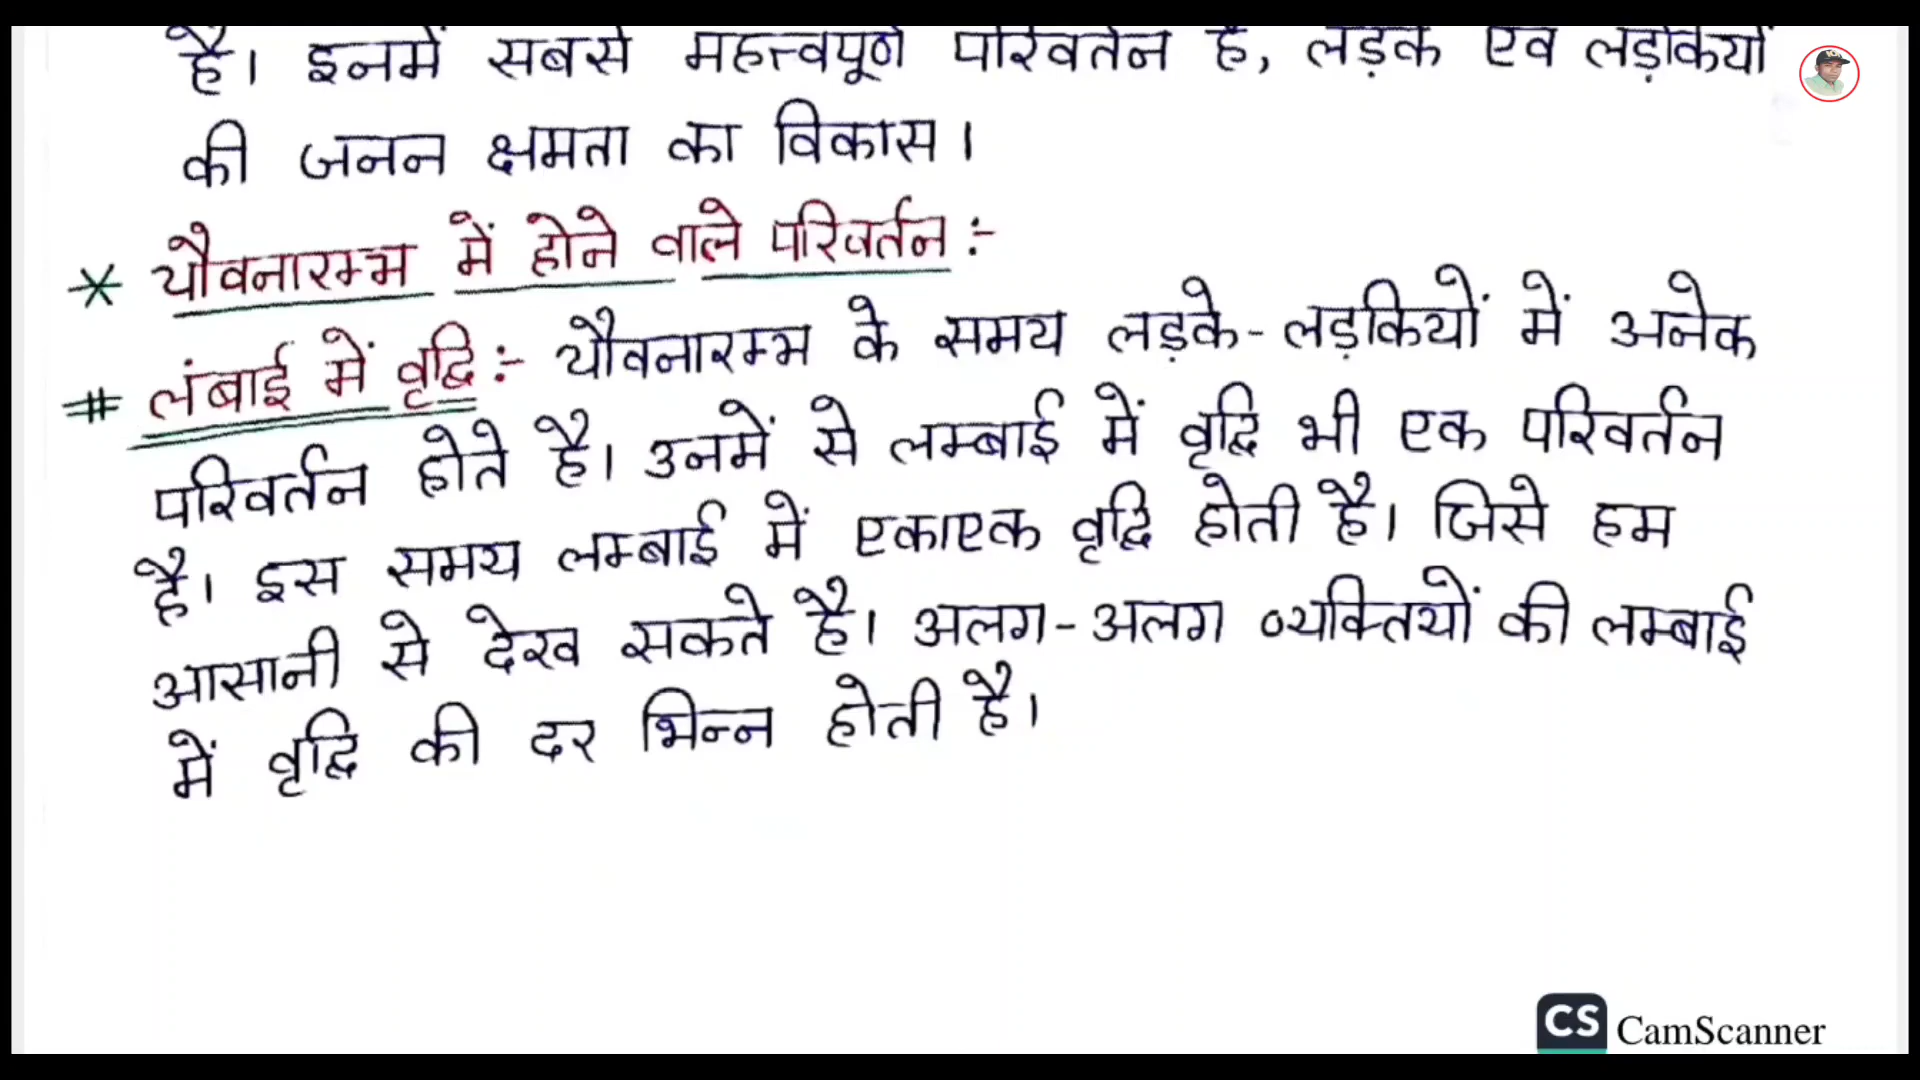 है। इनमें सबसे महत्त्वपूर्ण परिवर्तन है, लड़के एवं लड़कियों
की जनन क्षमता का विकास।
* यौवनारम्भ में होने वाले परिवर्तन :-
# लंबाई में वृद्धि :- यौवनारम्भ के समय लड़के-लड़कियों में अनेक
परिवर्तन होते है। उनमें से लम्बाई में वृद्धि भी एक परिवर्तन
है। इस समय लम्बाई में एकाएक वृद्धि होती है। जिसे हम
आसानी से देख सकते है। अलग-अलग व्यक्तियों की लम्बाई
में वृद्धि की दर भिन्न होती है।
CS CamScanner